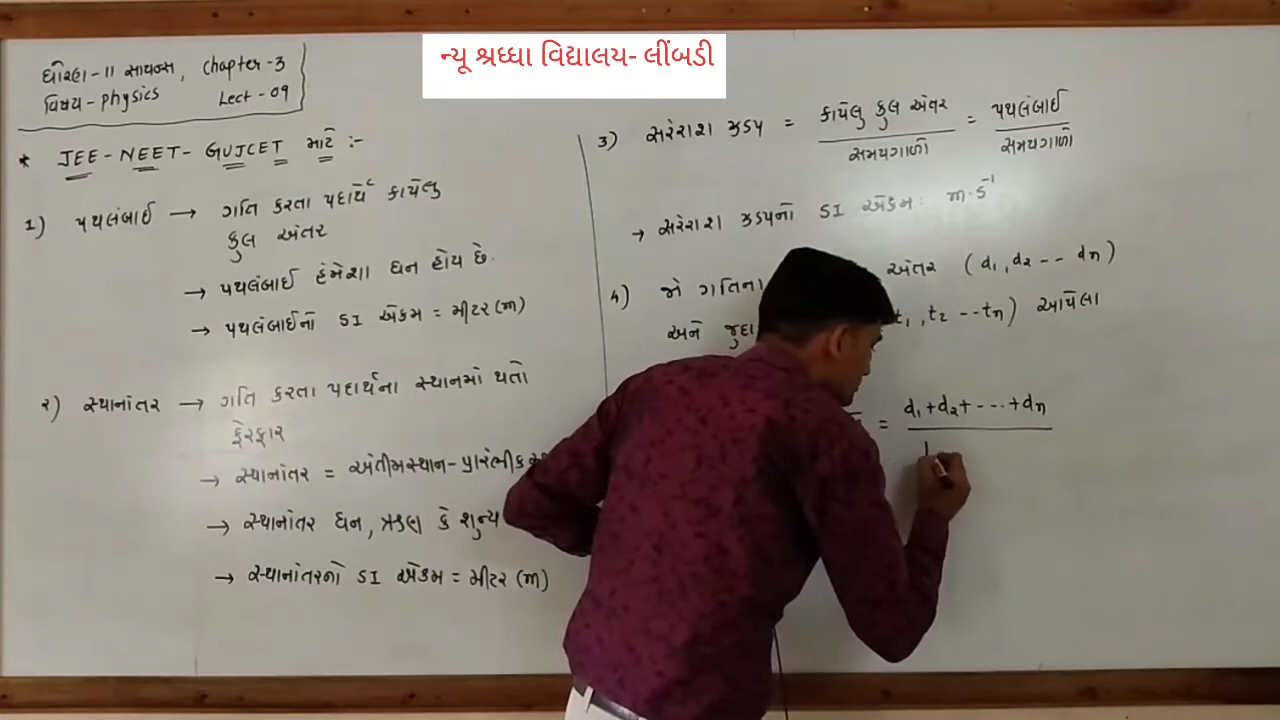 ન્યૂ શ્રધ્ધા વિદ્યાલય- લીંબડી
ધોરણ-11 સાયન્સ, Chapter-3
વિષય-physics Lect-09
* JEE-NEET-GUJCET માટે :-
1) પથલંબાઈ → ગતિ કરતા પદાર્થે કાપેલુ
કુલ અંતર
→ પથલંબાઈ હંમેશા ધન હોય છે.
→ પથલંબાઈનો SI એકમ = મીટર (m)
૨) સ્થાનાંતર → ગતિ કરતા પદાર્થના સ્થાનમાં થતો
ફેરફાર
→ સ્થાનાંતર = અંતીમસ્થાન-પ્રારંભીક
→ સ્થાનાંતર ધન, ઋણ કે શુન્ય
→ સ્થાનાંતરનો SI એકમ = મીટર (m)
3) સરેરાશ ઝડપ = કાપેલુ કુલ અંતર / સમયગાળો = પથલંબાઈ / સમયગાળો
→ સરેરાશ ઝડપનો SI એકમ: m·s⁻¹
4) જો ગતિના અંતર (d1, d2 -- dn)
અને જુદા t1, t2 --tn) આપેલા
= d1+d2+---+dn